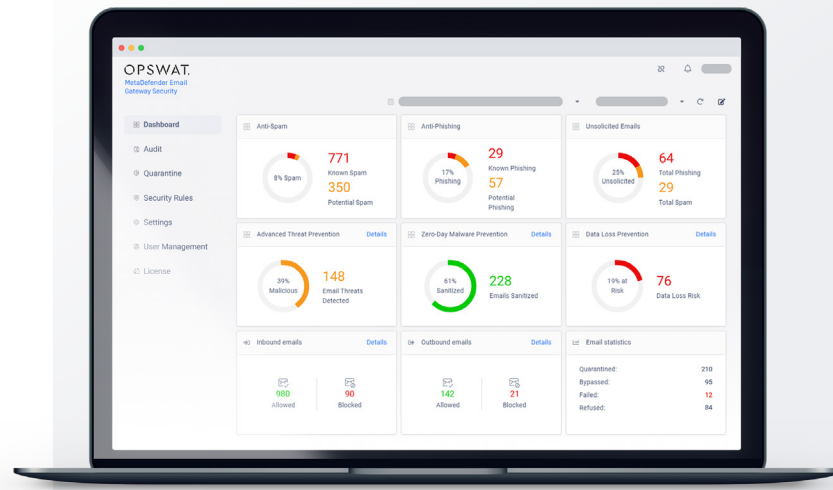 OPSWAT.
MetaDefender Email
Gateway Security
Dashboard
Audit
Quarantine
Security Rules
Settings
User Management
License
Anti-Spam
8% Spam
771
Known Spam
350
Potential Spam
Anti-Phishing
17%
Phishing
29
Known Phishing
57
Potential
Phishing
Unsolicited Emails
25%
Unsolicited
64
Total Phishing
29
Total Spam
Advanced Threat Prevention Details
39%
Malicious
148
Email Threats
Detected
Zero-Day Malware Prevention Details
61%
Sanitized
228
Emails Sanitized
Data Loss Prevention Details
19% at
Risk
76
Data Loss Risk
Inbound emails Details
980
Allowed
90
Blocked
Outbound emails Details
142
Allowed
21
Blocked
Email statistics
Quarantined: 210
Bypassed: 95
Failed: 12
Refused: 84